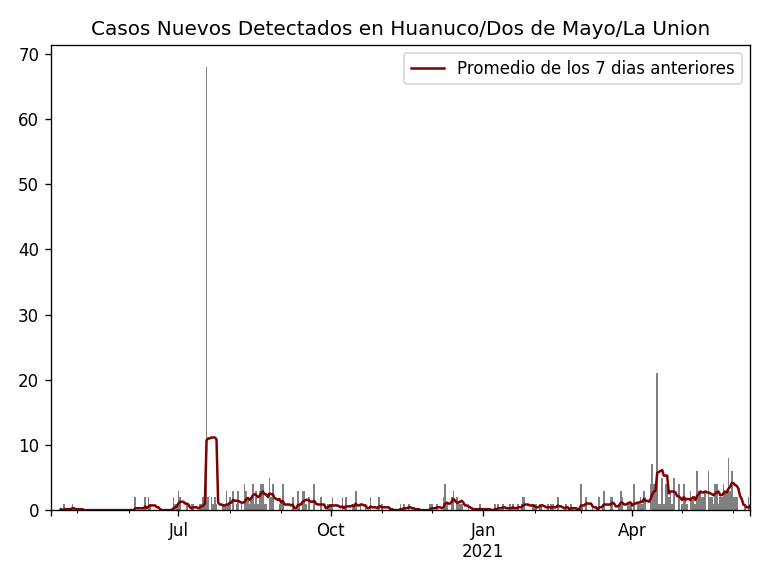 Casos Nuevos Detectados en Huanuco/Dos de Mayo/La Union
Promedio de los 7 dias anteriores
70
60
50
40
30
20
10
0
Jul
Oct
Jan
2021
Apr